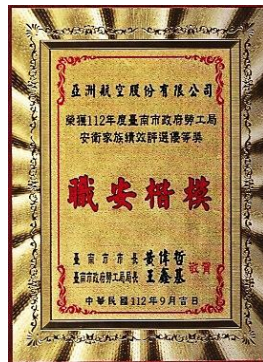 亞洲航空股份有限公司
榮獲112年度臺南市政府勞工局
安衛家族績效評選優等獎
職安楷模
臺南市市長 黃偉哲
臺南市政府勞工局局長 王鑫基 敬賀
中華民國112年9月吉日